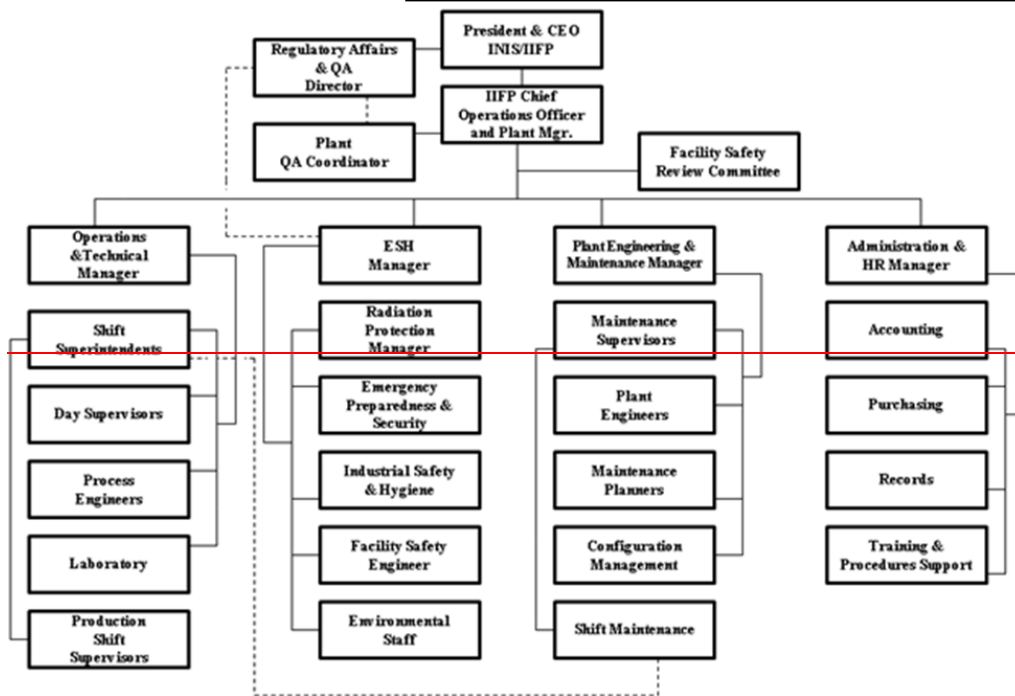 President & CEO
INIS/IIFP
Regulatory Affairs
& QA
Director
IIFP Chief
Operations Officer
and Plant Mgr.
Plant
QA Coordinator
Facility Safety
Review Committee
Operations
&Technical
Manager
ESH
Manager
Plant Engineering &
Maintenance Manager
Administration &
HR Manager
Shift
Superintendents
Radiation
Protection
Manager
Maintenance
Supervisors
Accounting
Day Supervisors
Emergency
Preparedness &
Security
Plant
Engineers
Purchasing
Process
Engineers
Industrial Safety
& Hygiene
Maintenance
Planners
Records
Laboratory
Facility Safety
Engineer
Configuration
Management
Training &
Procedures Support
Production
Shift
Supervisors
Environmental
Staff
Shift Maintenance